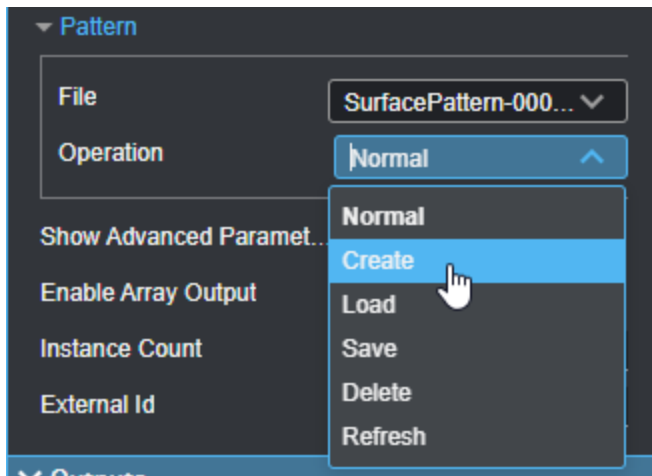 Pattern
File
SurfacePattern-000...
Operation
Normal
Normal
Show Advanced Paramet...
Create
Enable Array Output
Load
Instance Count
Save
External Id
Delete
Refresh